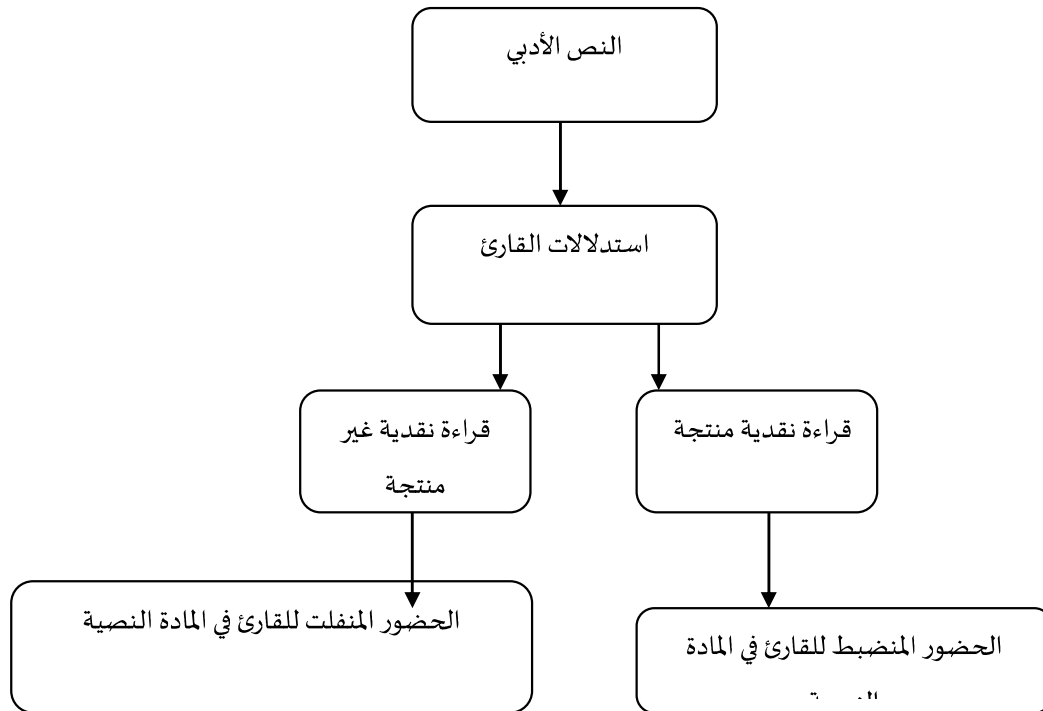 النص الأدبي
استدلالات القارئ
قراءة نقدية منتجة
قراءة نقدية غير
منتجة
الحضور المنضبط للقارئ في المادة
الحضور المنفلت للقارئ في المادة النصية